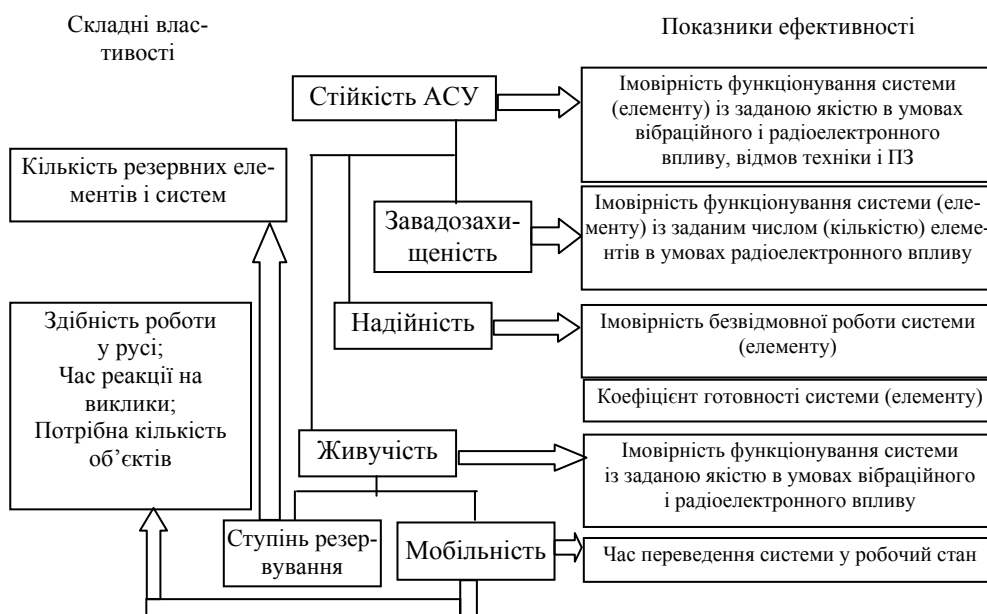 Складні влас-
тивості
Показники ефективності
Стійкість АСУ
Імовірність функціонування системи
(елементу) із заданою якістю в умовах
вібраційного і радіоелектронного
впливу, відмов техніки і ПЗ
Кількість резервних еле-
ментів і систем
Завадозахи-
щеність
Імовірність функціонування системи (еле-
менту) із заданим числом (кількістю) елеме-
нтів в умовах радіоелектронного впливу
Здібність роботи
у русі;
Час реакції на
виклики;
Потрібна кількість
об’єктів
Надійність
Імовірність безвідмовної роботи системи
(елементу)
Коефіцієнт готовності системи (елементу)
Живучість
Імовірність функціонування системи
із заданою якістю в умовах вібраційного
і радіоелектронного впливу
Ступінь резер-
вування
Мобільність
Час переведення системи у робочий стан